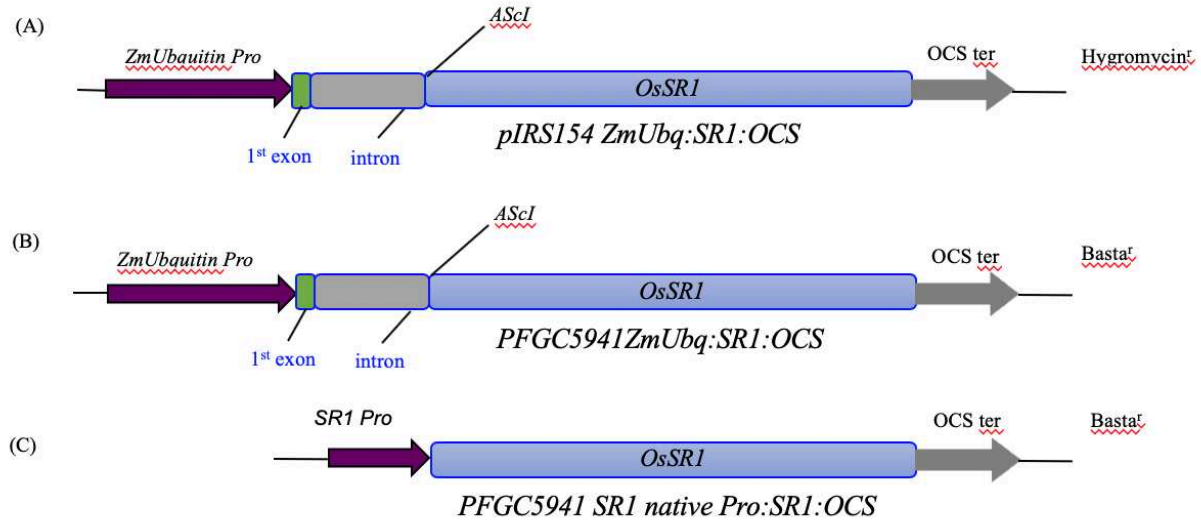 (A)
AScI
ZmUbauitin Pro
OCS ter
Hygromycinʳ
OsSR1
pIRS154 ZmUbq:SR1:OCS
1ˢᵗ exon
intron
(B)
AScI
ZmUbauitin Pro
OCS ter
Bastaʳ
OsSR1
PFGC5941ZmUbq:SR1:OCS
1ˢᵗ exon
intron
(C)
SR1 Pro
OCS ter
Bastaʳ
OsSR1
PFGC5941 SR1 native Pro:SR1:OCS